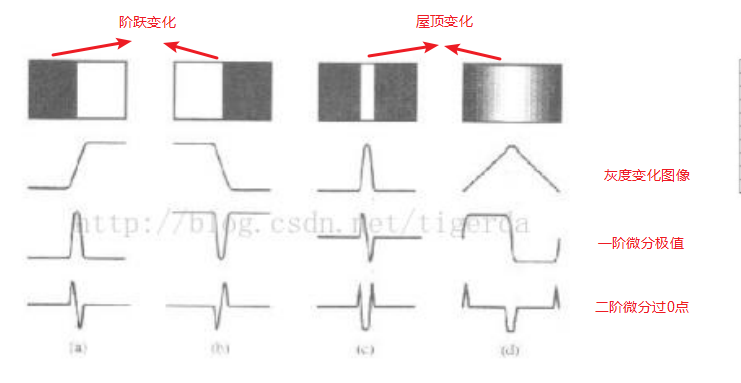 阶跃变化
屋顶变化
灰度变化图像
http://blog.csdn.net/tigerda
一阶微分极值
二阶微分过0点
(a)
(b)
(c)
(d)